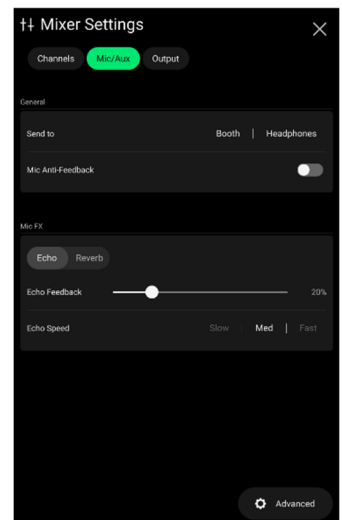 Mixer Settings
Channels Mic/Aux Output
General
Send to Booth | Headphones
Mic Anti-Feedback
Mic FX
Echo Reverb
Echo Feedback 20%
Echo Speed Slow Med | Fast
Advanced